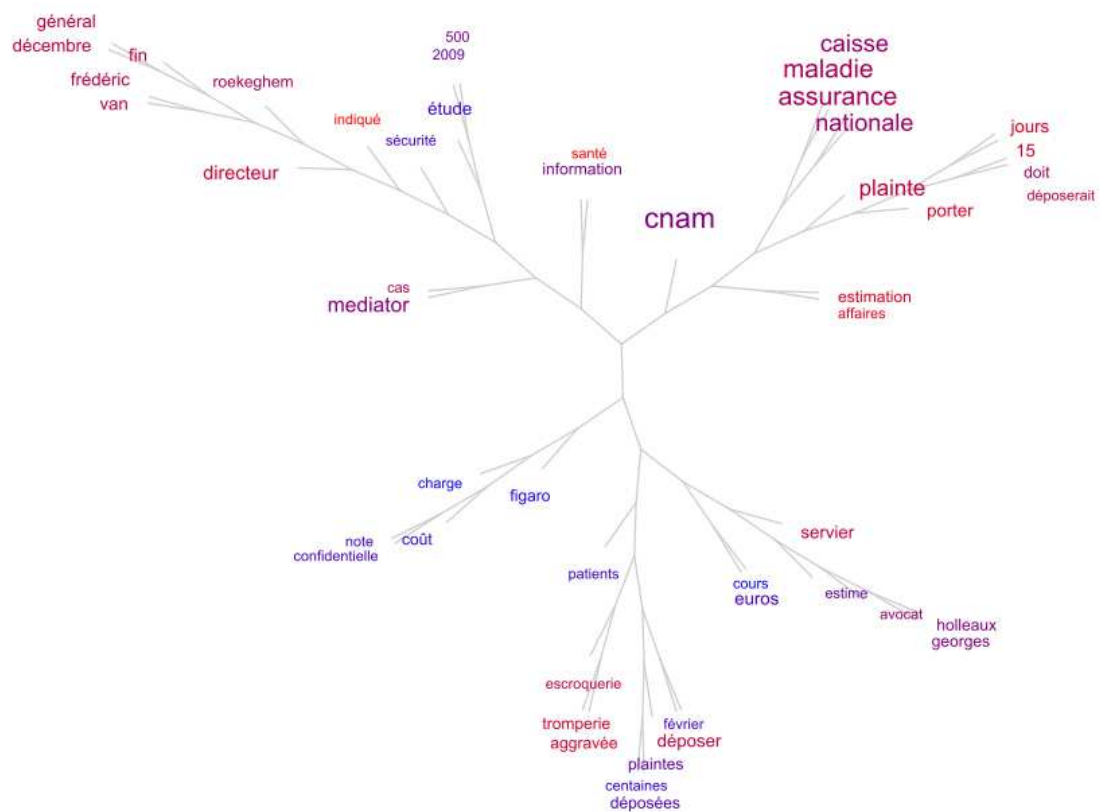 général
décembre
fin
frédéric
van
roekeghem
500
2009
étude
indiqué
sécurité
directeur
santé
information
caisse
maladie
assurance
nationale
jours
15
doit
déposerait
plainte
porter
cnam
cas
mediator
estimation
affaires
charge
figaro
note
confidentielle
coût
patients
cours
euros
servier
estime
avocat
holleaux
georges
escroquerie
tromperie
aggravée
février
déposer
plaintes
centaines
déposées